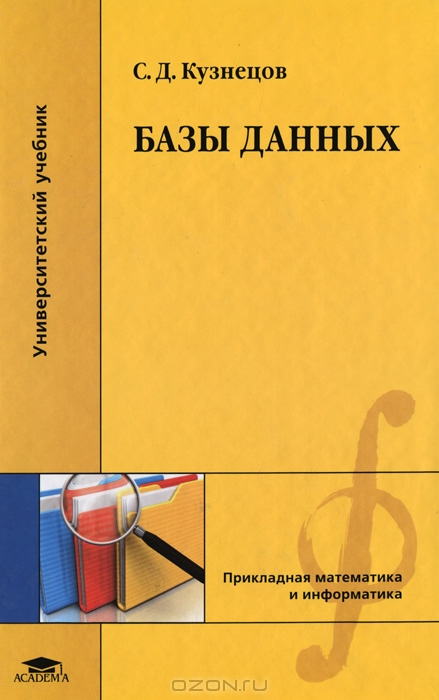 С. Д. Кузнецов
БАЗЫ ДАННЫХ
Университетский учебник
Прикладная математика
и информатика
ACADEMA
ozon.ru